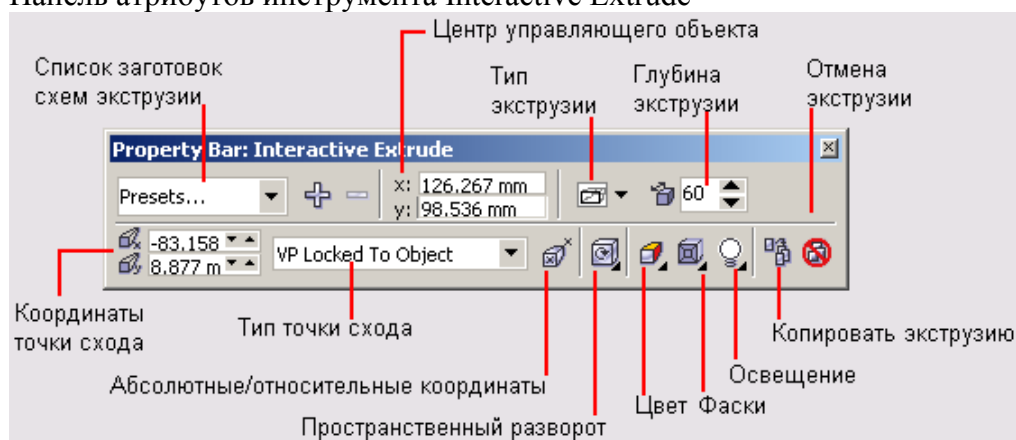 Панель атрибутов инструмента Interactive Extrude
Центр управляющего объекта
Список заготовок
схем экструзии
Тип
экструзии
Глубина
экструзии
Отмена
экструзии
Property Bar: Interactive Extrude
Presets...
x: 126.267 mm
y: 98.536 mm
60
-83.158
8.877 m
VP Locked To Object
Координаты
точки схода
Тип точки схода
Копировать экструзию
Абсолютные/относительные координаты
Освещение
Цвет Фаски
Пространственный разворот